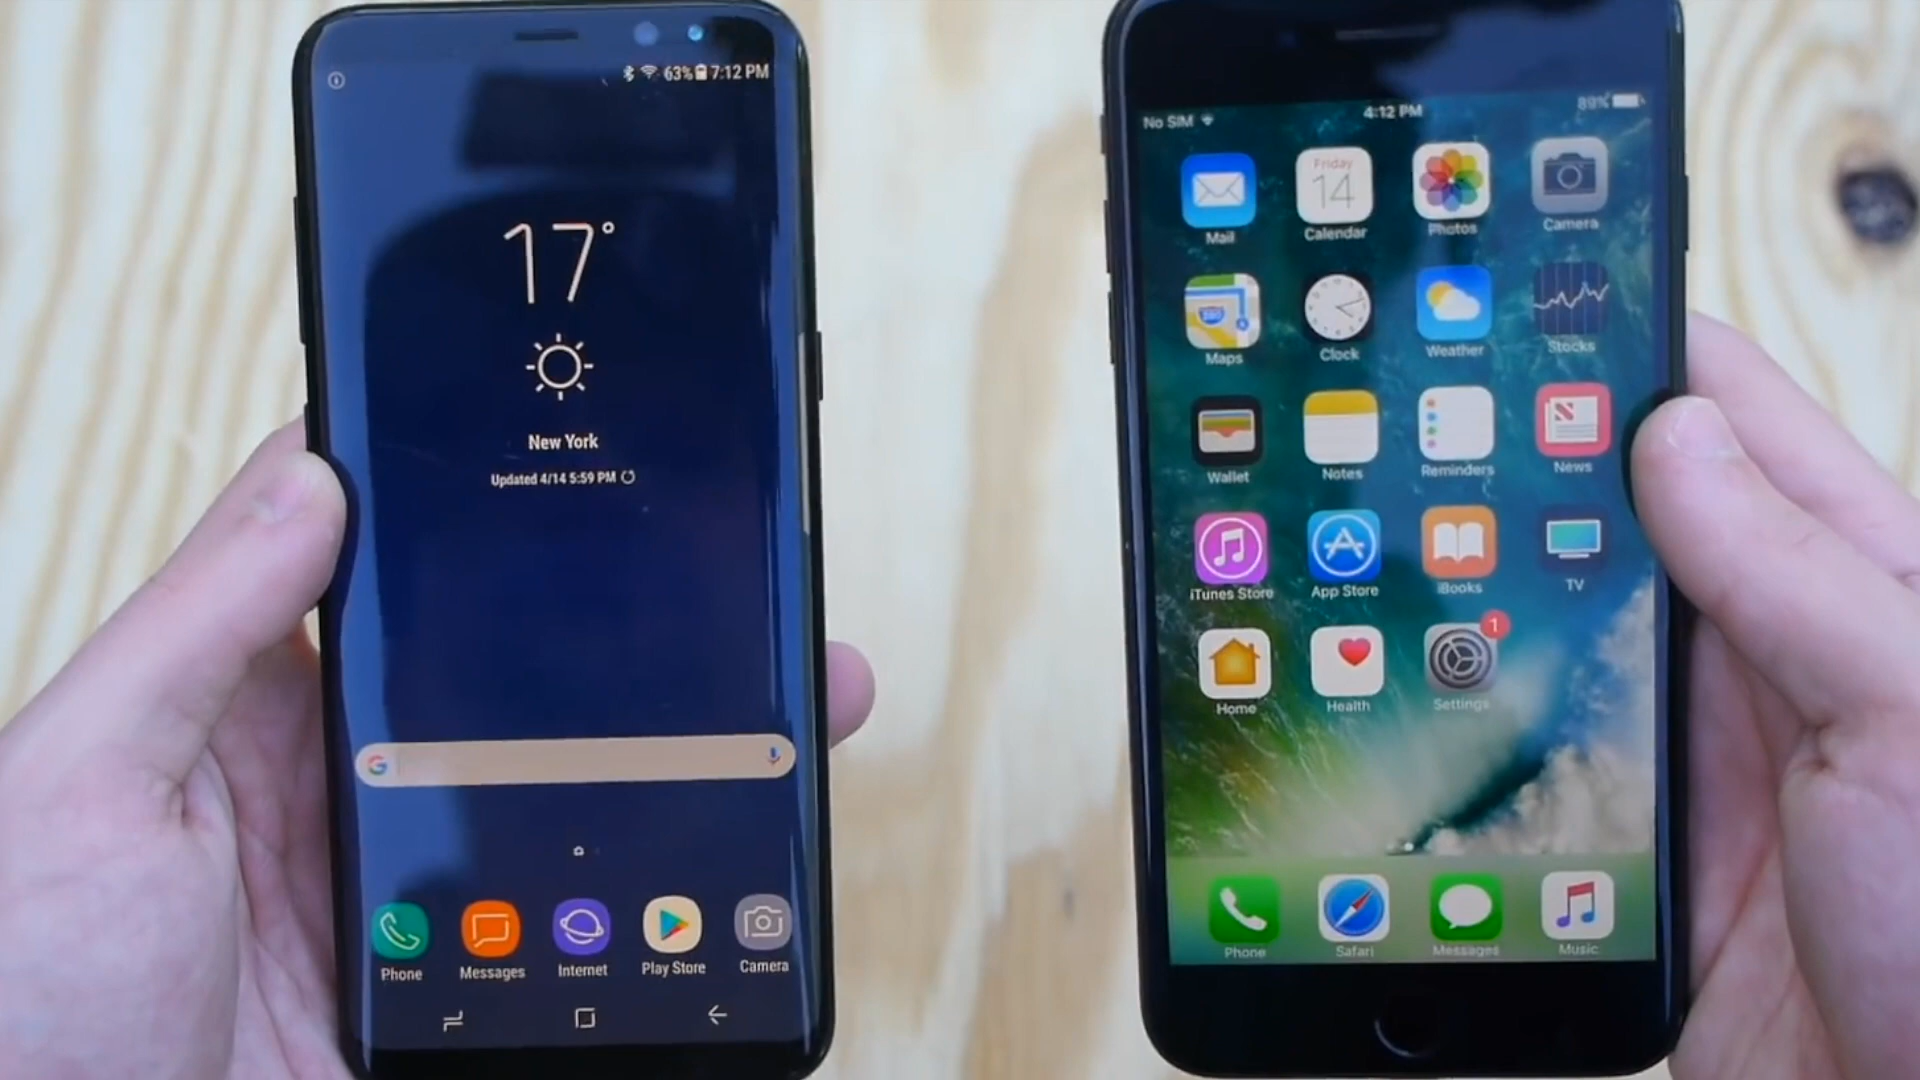 63% 7:12 PM
17°
New York
Updated 4/14 5:59 PM
G
Phone Messages Internet Play Store Camera
No SIM 4:12 PM 89%
Friday
14
Mail Calendar Photos Camera
280
Maps Clock Weather Stocks
Wallet Notes Reminders News
iTunes Store App Store iBooks TV
1
Home Health Settings
Phone Safari Messages Music